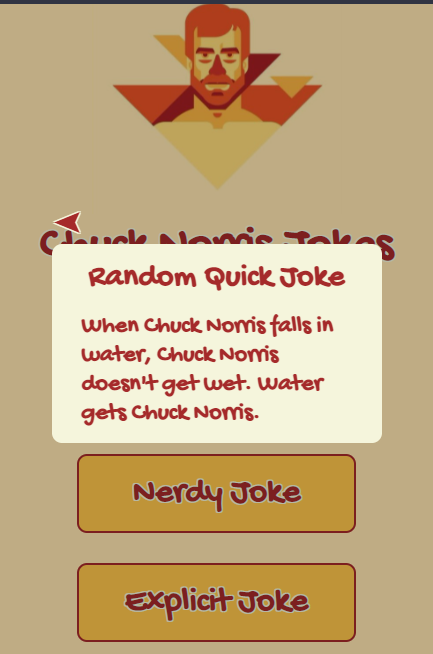 Chuck Norris Jokes
Random Quick Joke
When Chuck Norris falls in
water, Chuck Norris
doesn't get wet. Water
gets Chuck Norris.
Nerdy Joke
Explicit Joke